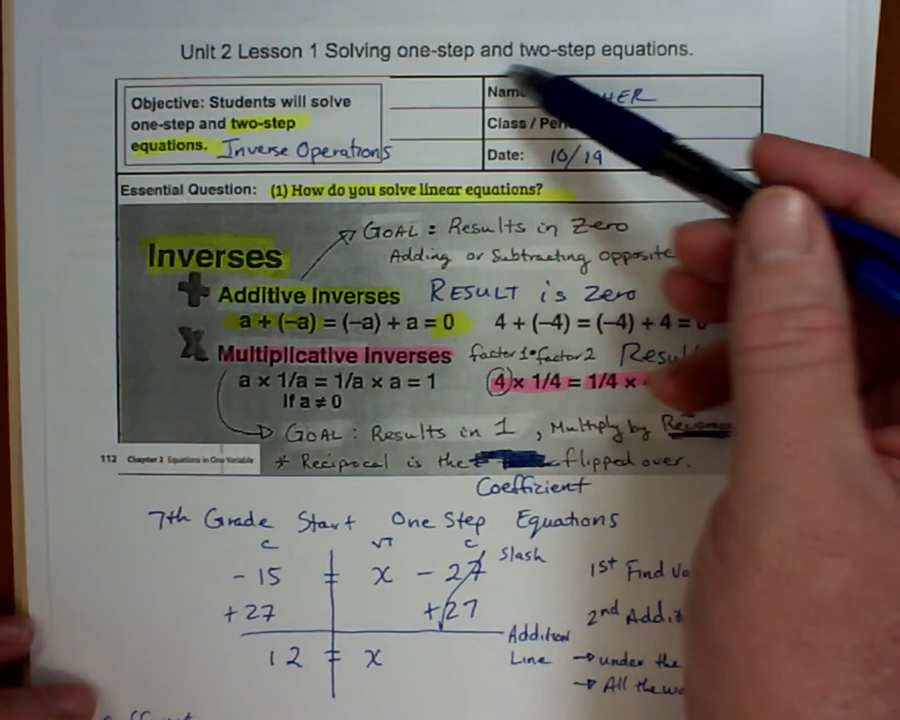 Unit 2 Lesson 1 Solving one-step and two-step equations.
Objective: Students will solve
one-step and two-step
equations. Inverse Operations
Name
Class / Per
Date: 10/19
Essential Question: (1) How do you solve linear equations?
GOAL: Results in Zero
Adding or Subtracting opposite
Inverses
+ Additive Inverses RESULT is Zero
a + (−a) = (−a) + a = 0 4 + (−4) = (−4) + 4 = 0
X Multiplicative Inverses factor1•factor2 Resul
a x 1/a = 1/a x a = 1 4 x 1/4 = 1/4 x
If a ≠ 0
GOAL: Results in 1, Multiply by
112 Chapter 2 Equations in One Variable * Reciprocal is the flipped over.
Coefficient
7th Grade Start One Step Equations
C C Slash
-15 = x - 27 1st Find
+27 +27 2nd Addit
Addition
12 = x Line → under the
→ All the